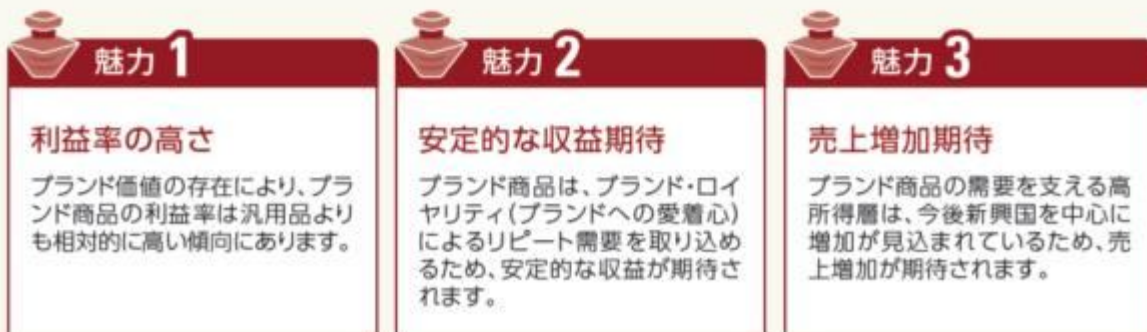 魅力 1
利益率の高さ
ブランド価値の存在により、ブラ
ンド商品の利益率は汎用品より
も相対的に高い傾向にあります。
魅力 2
安定的な収益期待
ブランド商品は、ブランド・ロイ
ヤリティ(ブランドへの愛着心)
によるリピート需要を取り込め
るため、安定的な収益が期待さ
れます。
魅力 3
売上増加期待
ブランド商品の需要を支える高
所得層は、今後新興国を中心に
増加が見込まれているため、売
上増加が期待されます。